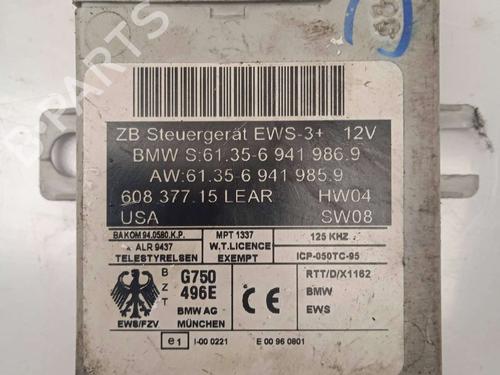 B-PARTS
ZB Steuergerät EWS-3+ 12V
BMW S:61.35-6 941 986.9
AW:61.35-6 941 985.9
608 377.15 LEAR HW04
USA SW08
BAKOM 94.0580.K.P. MPT 1337 125 KHZ
ALR 9437 W.T.LICENCE
TELESTYRELSEN EXEMPT ICP-050TC-95
B Z T G750 RTT/D/X1162
496E CE BMW
BMW AG EWS
EWS/FZV MÜNCHEN
e1 I-00 0221 E 00 96 0801